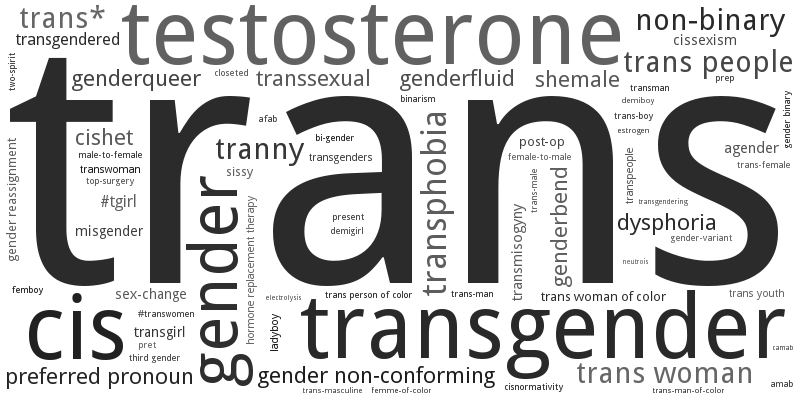 trans*
testosterone
non-binary
transgendered
cissexism
trans people
two-spirit
genderqueer
closeted
transsexual
genderfluid
shemale
prep
trans
binarism
transman
demiboy
gender binary
afab
trans-boy
estrogen
cishet
bi-gender
transphobia
post-op
agender
gender reassignment
male-to-female
tranny
transgenders
female-to-male
transpeople
trans-female
transwoman
sissy
top-surgery
trans-male
genderbend
#tgirl
gender
hormone replacement therapy
present
transmisogyny
transgendering
misgender
demigirl
dysphoria
gender-variant
neutrois
femboy
sex-change
electrolysis
trans person of color
trans-man
trans woman of color
trans youth
cis
#transwomen
ladyboy
transgender
transgirl
pret
camab
third gender
preferred pronoun
gender non-conforming
trans woman
cisnormativity
amab
trans-masculine
femme-of-color
trans-man-of-color